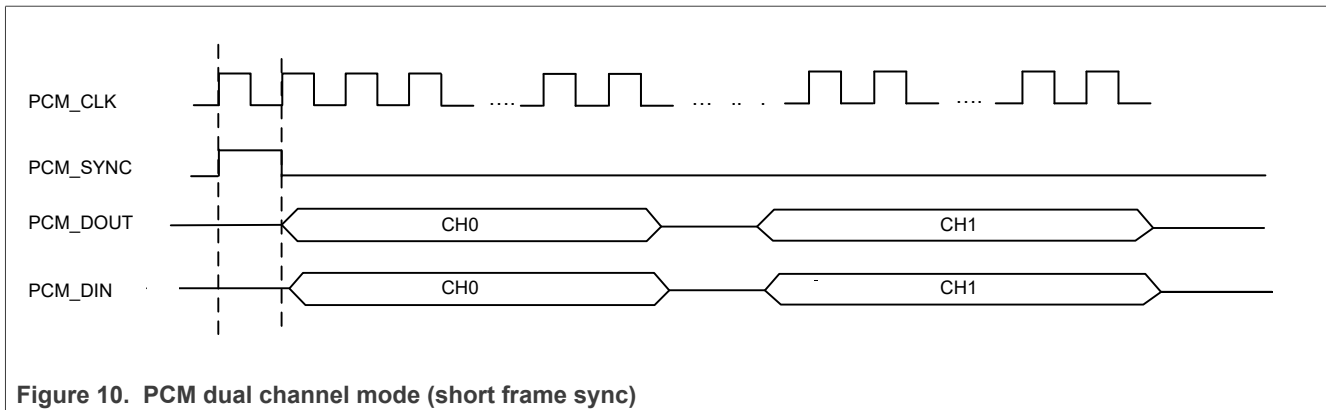 PCM_CLK
.... ... .. . ....
PCM_SYNC
PCM_DOUT CH0 CH1
PCM_DIN CH0 CH1
Figure 10. PCM dual channel mode (short frame sync)